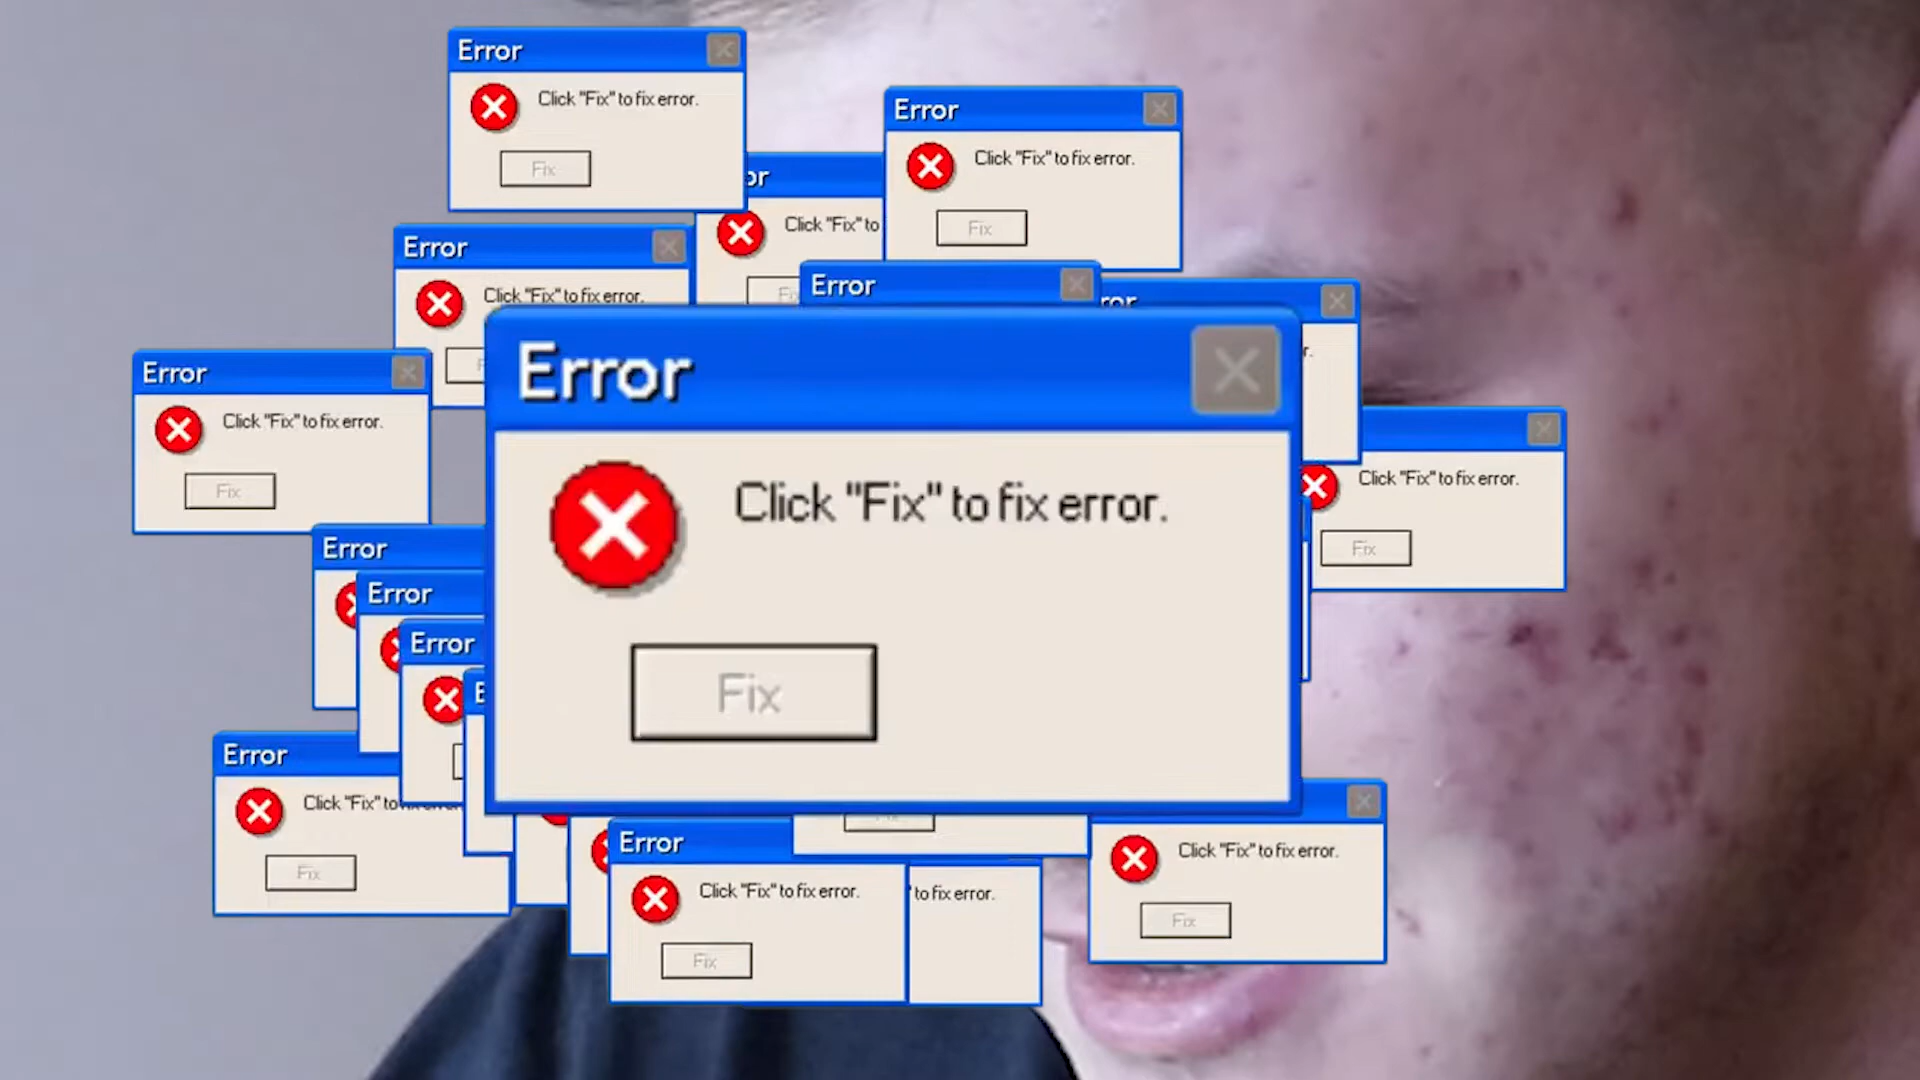 Error
Click "Fix" to fix error.
Fix
or
Click "Fix" to
Fix
Error
Click "Fix" to fix error.
Fix
Error
Click "Fix" to fix error.
Error
ror
r.
Error
Click "Fix" to fix error.
Fix
Error
Click "Fix" to fix error.
Fix
Click "Fix" to fix error.
Fix
Error
Error
Error
E
Error
Click "Fix" to fix error.
Fix
Error
Click "Fix" to fix error.
Fix
" to fix error.
Click "Fix" to fix error.
Fix